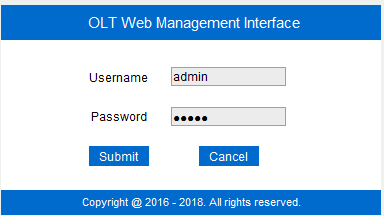 OLT Web Management Interface
Username admin
Password •••••
Submit Cancel
Copyright @ 2016 - 2018. All rights reserved.